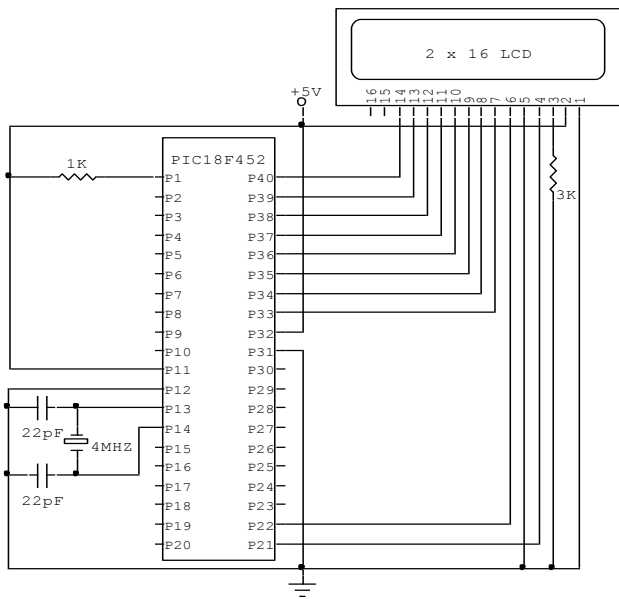 2 x 16 LCD
16 15 14 13 12 11 10 9 8 7 6 5 4 3 2 1
+5V
PIC18F452
1K
3K
P1 P40
P2 P39
P3 P38
P4 P37
P5 P36
P6 P35
P7 P34
P8 P33
P9 P32
P10 P31
P11 P30
P12 P29
P13 P28
22pF
P14 P27
4MHZ
P15 P26
P16 P25
P17 P24
22pF
P18 P23
P19 P22
P20 P21